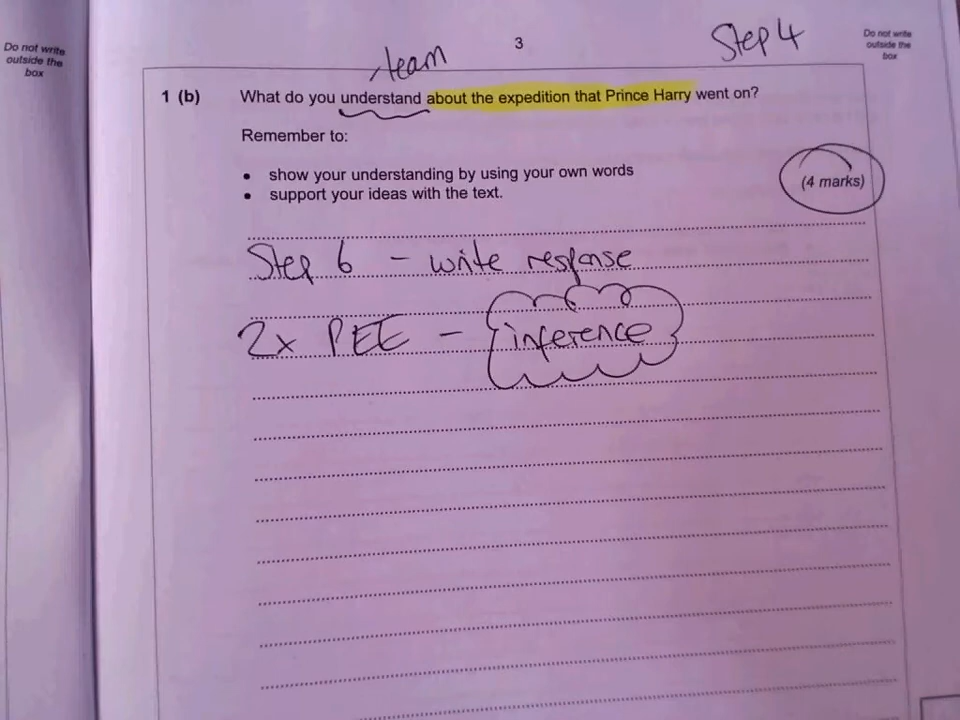 3
Step 4
Do not write
outside the
box
Do not write
outside the
box
team
1 (b) What do you understand about the expedition that Prince Harry went on?
Remember to:
• show your understanding by using your own words
• support your ideas with the text.
(4 marks)
Step 6 - write response
2x PEE - inference